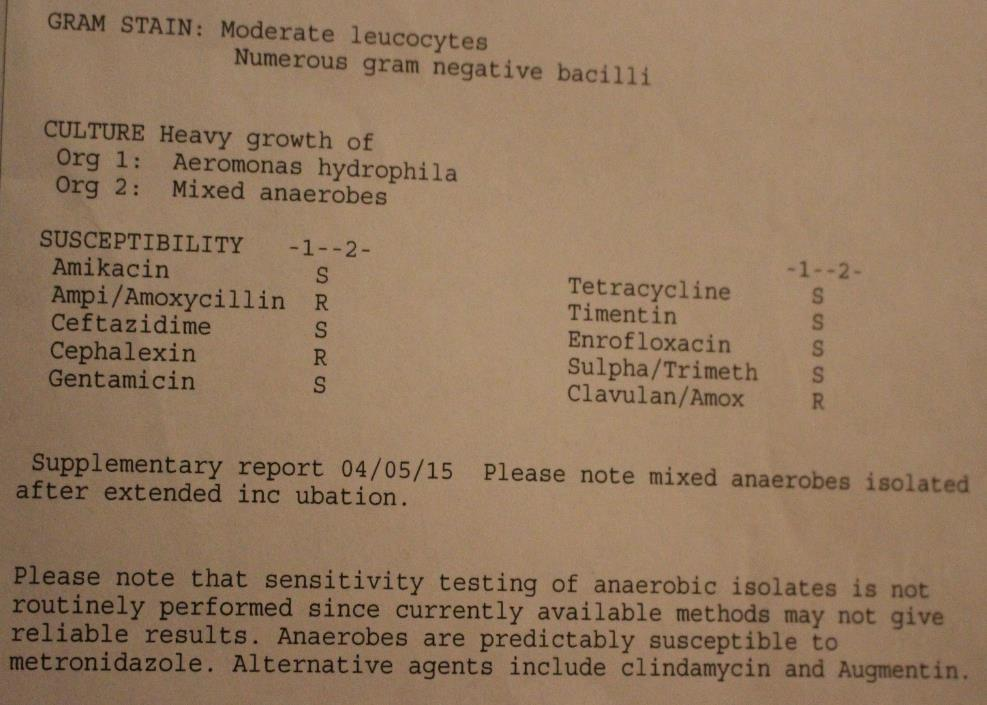 GRAM STAIN: Moderate leucocytes
Numerous gram negative bacilli
CULTURE Heavy growth of
Org 1: Aeromonas hydrophila
Org 2: Mixed anaerobes
SUSCEPTIBILITY -1--2-
Amikacin S
Ampi/Amoxycillin R
Ceftazidime S
Cephalexin R
Gentamicin S
-1--2-
Tetracycline S
Timentin S
Enrofloxacin S
Sulpha/Trimeth S
Clavulan/Amox R
Supplementary report 04/05/15 Please note mixed anaerobes isolated
after extended inc ubation.
Please note that sensitivity testing of anaerobic isolates is not
routinely performed since currently available methods may not give
reliable results. Anaerobes are predictably susceptible to
metronidazole. Alternative agents include clindamycin and Augmentin.